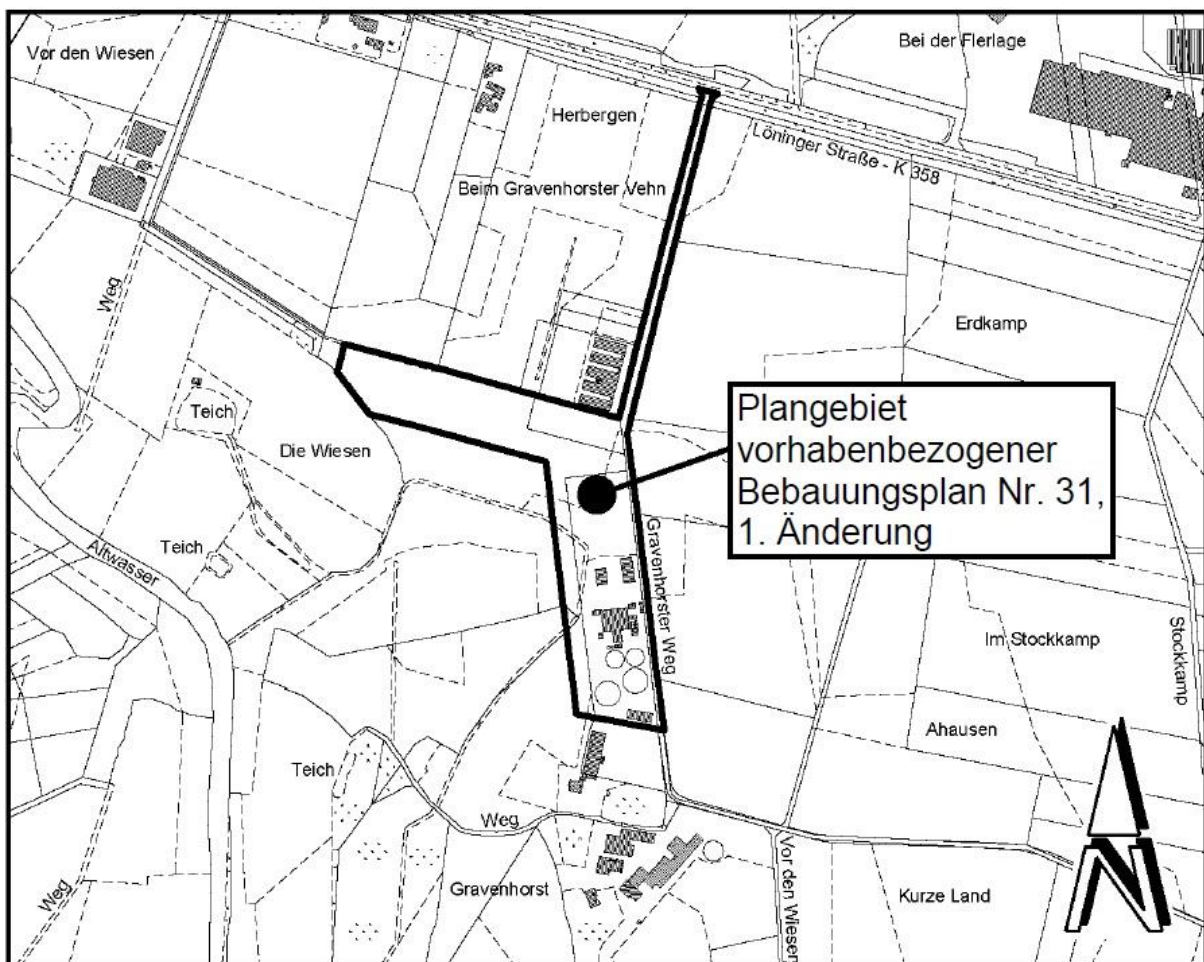 Vor den Wiesen
Bei der Flerlage
Herbergen
Löninger Straße - K 358
Beim Gravenhorster Vehn
Weg
Erdkamp
Plangebiet
vorhabenbezogener
Bebauungsplan Nr. 31,
1. Änderung
Teich
Die Wiesen
Altwasser
Teich
Gravenhorster Weg
Im Stockkamp
Stockkamp
Ahausen
Teich
Weg
Weg
Gravenhorst
Vor den Wiesen
Kurze Land
N